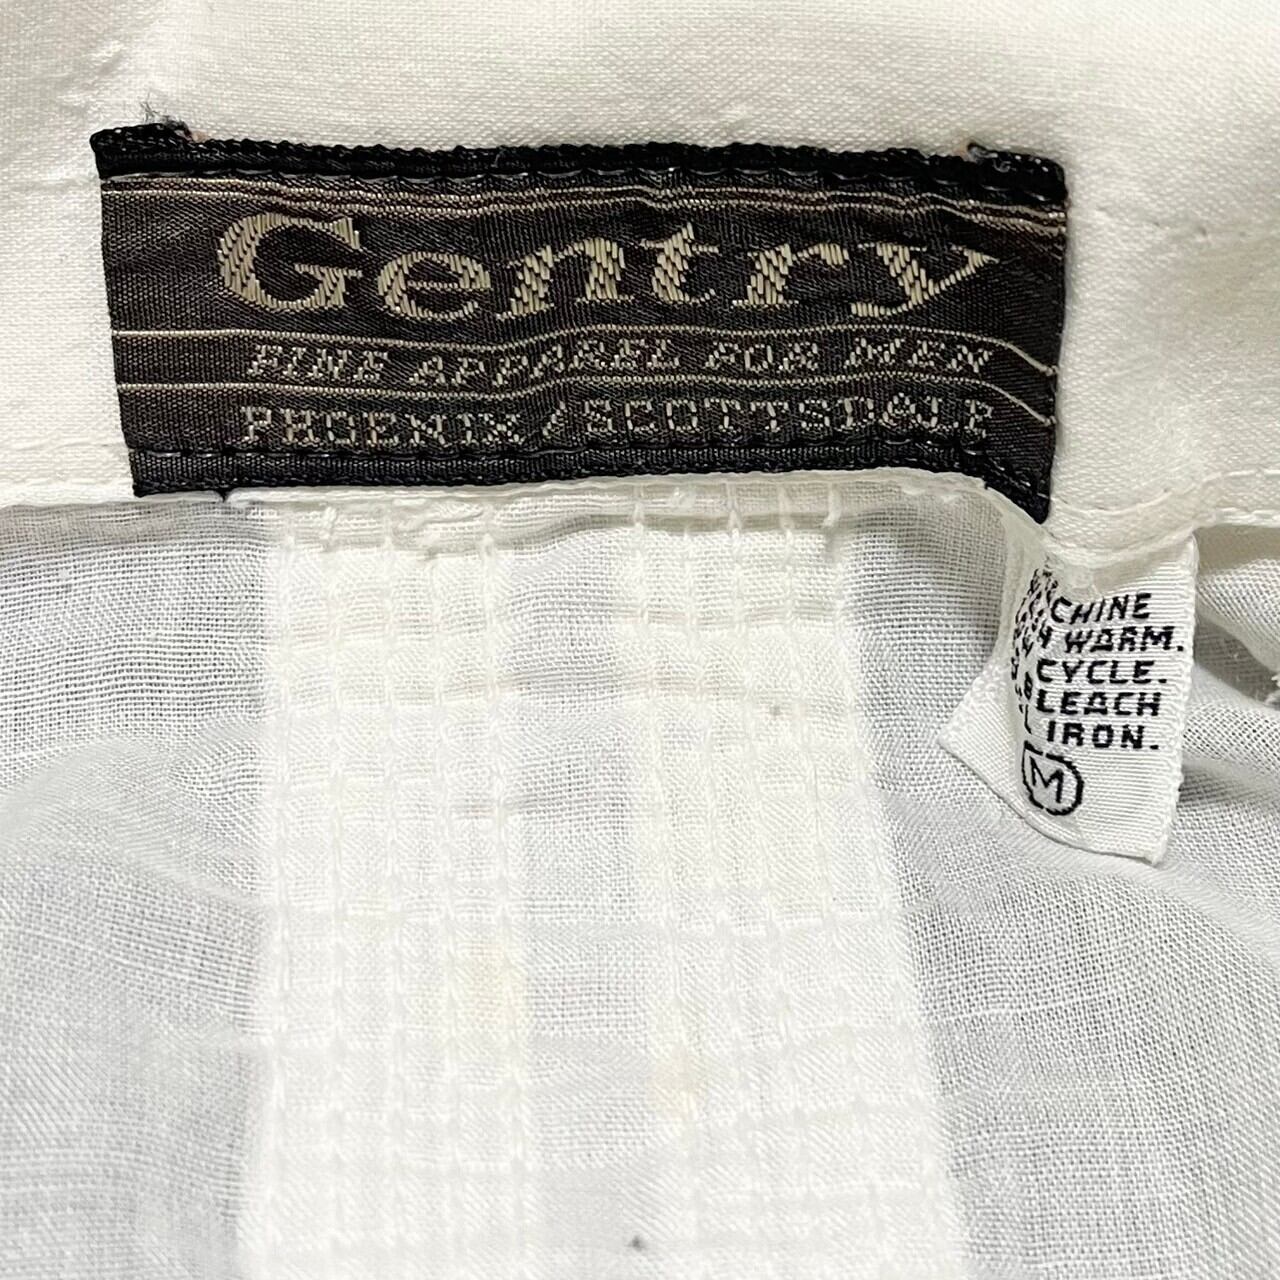 Gentry
FINE APPAREL FOR MEN
PHOENIX/SCOTTSDALE
CHINE
WARM.
CYCLE.
BLEACH
IRON.
M